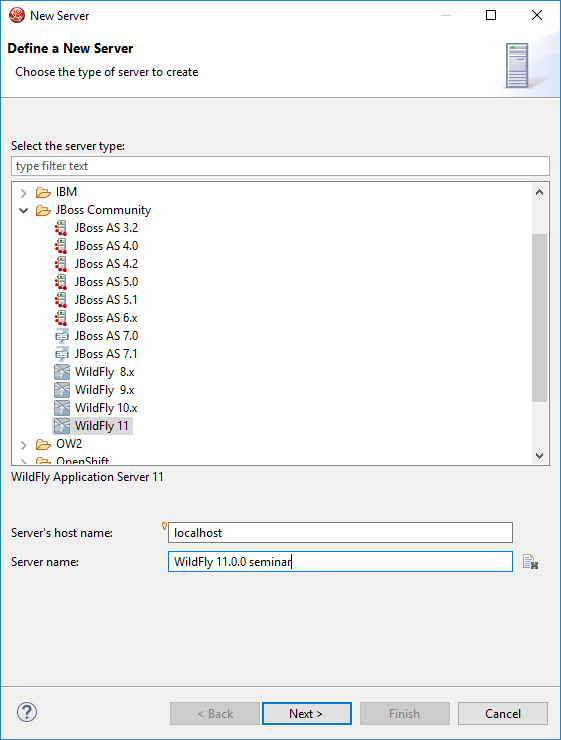 New Server
Define a New Server
Choose the type of server to create
Select the server type:
type filter text
IBM
JBoss Community
JBoss AS 3.2
JBoss AS 4.0
JBoss AS 4.2
JBoss AS 5.0
JBoss AS 5.1
JBoss AS 6.x
JBoss AS 7.0
JBoss AS 7.1
WildFly  8.x
WildFly  9.x
WildFly 10.x
WildFly 11
OW2
OpenShift
WildFly Application Server 11
Server's host name: localhost
Server name: WildFly 11.0.0 seminar
? < Back Next > Finish Cancel